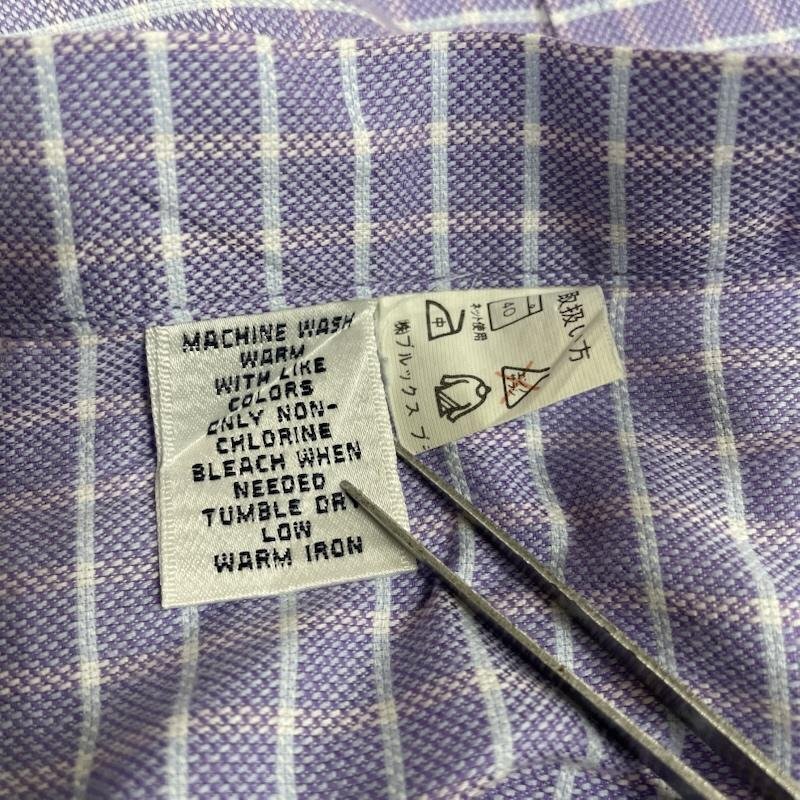 MACHINE WASH
WARM
WITH LIKE
COLORS
ONLY NON-
CHLORINE
BLEACH WHEN
NEEDED
TUMBLE DRY
LOW
WARM IRON
取扱い方
40
ネット使用
中
㈱ブルックス ブ